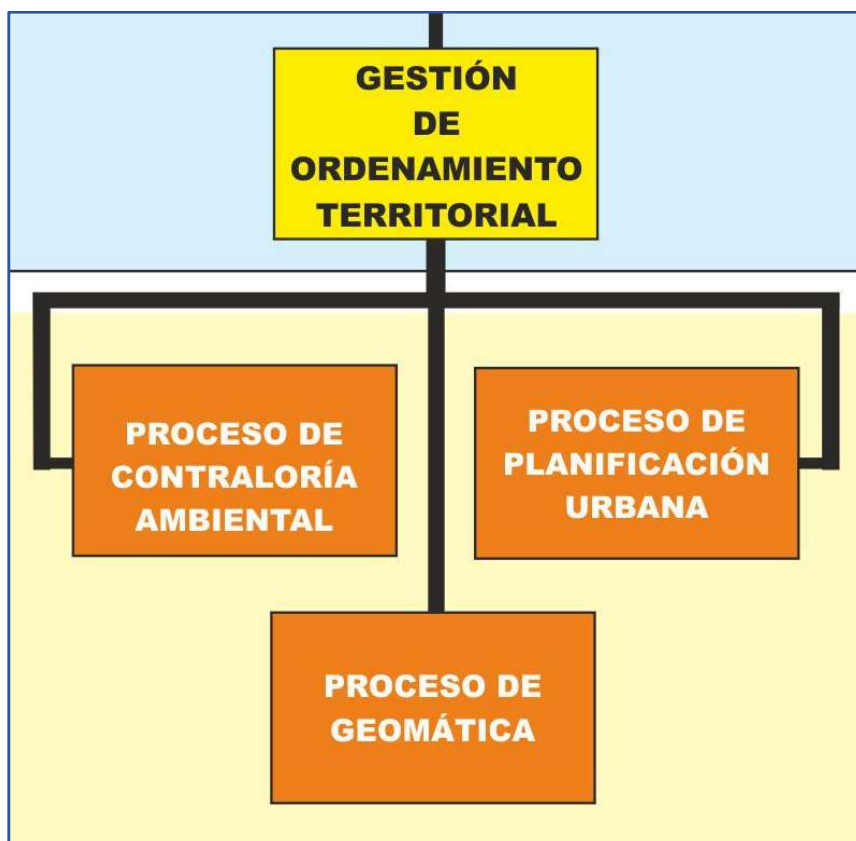 GESTIÓN
DE
ORDENAMIENTO
TERRITORIAL
PROCESO DE
CONTRALORÍA
AMBIENTAL
PROCESO DE
PLANIFICACIÓN
URBANA
PROCESO DE
GEOMÁTICA